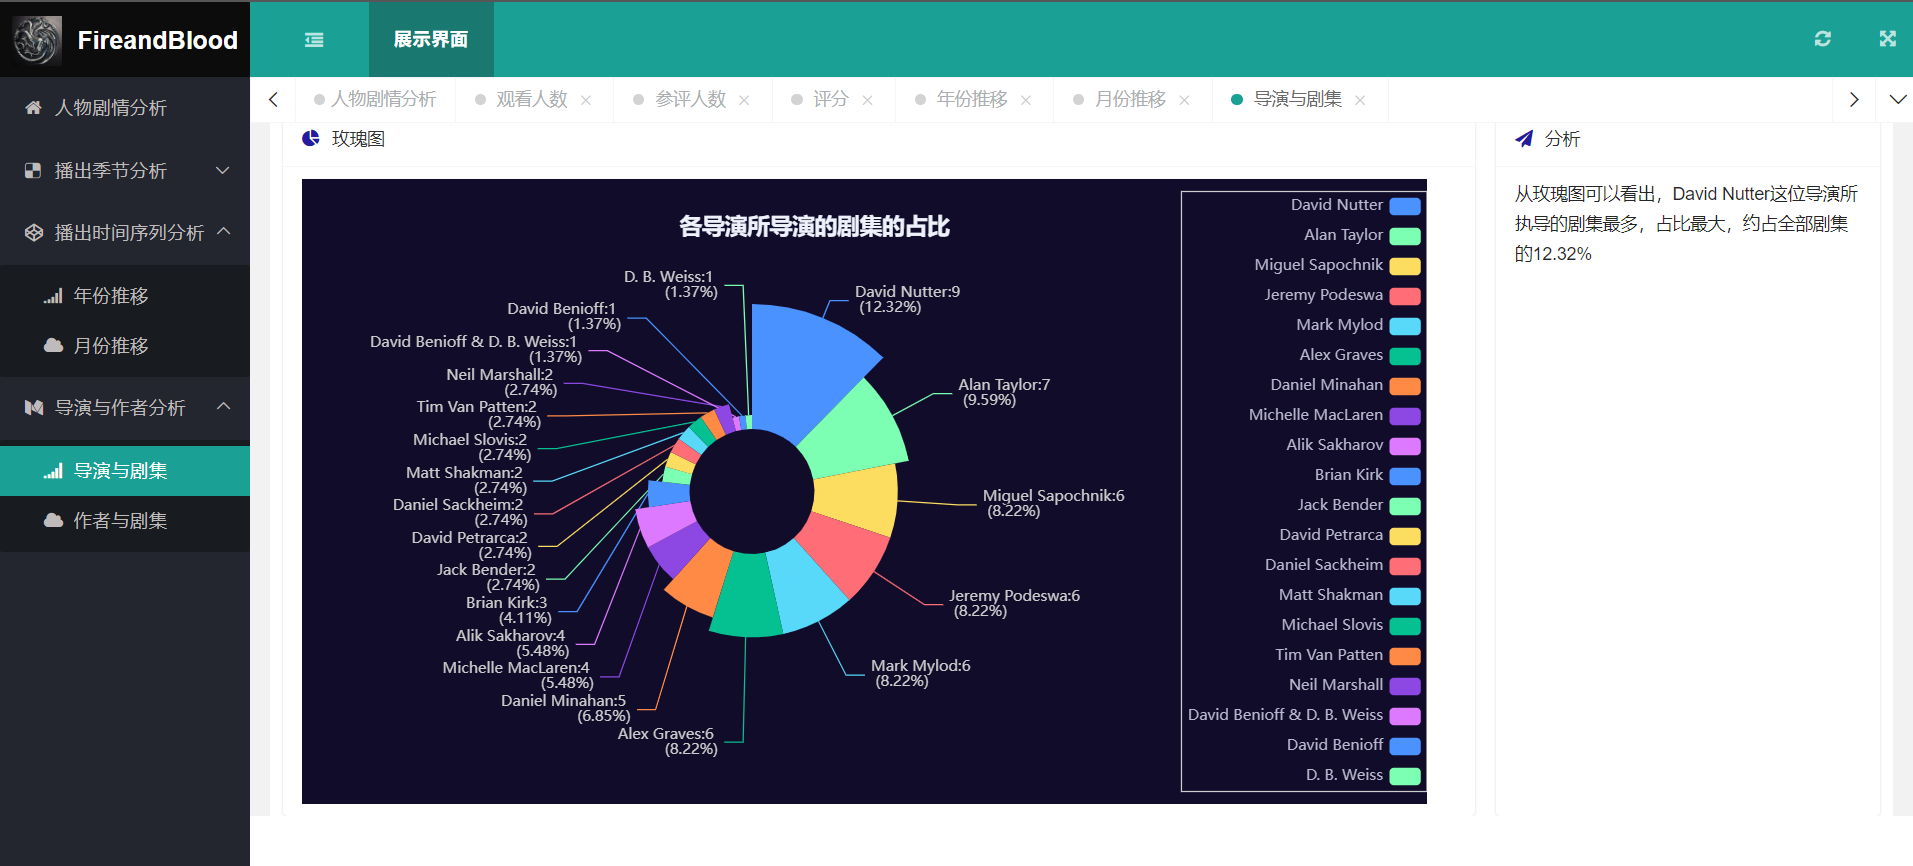 FireandBlood
展示界面
人物剧情分析
播出季节分析
播出时间序列分析
年份推移
月份推移
导演与作者分析
导演与剧集
作者与剧集
人物剧情分析
观看人数
参评人数
评分
年份推移
月份推移
导演与剧集
玫瑰图
各导演所导演的剧集的占比
D. B. Weiss:1
(1.37%)
David Benioff:1
(1.37%)
David Benioff & D. B. Weiss:1
(1.37%)
Neil Marshall:2
(2.74%)
Tim Van Patten:2
(2.74%)
Michael Slovis:2
(2.74%)
Matt Shakman:2
(2.74%)
Daniel Sackheim:2
(2.74%)
David Petrarca:2
(2.74%)
Jack Bender:2
(2.74%)
Brian Kirk:3
(4.11%)
Alik Sakharov:4
(5.48%)
Michelle MacLaren:4
(5.48%)
Daniel Minahan:5
(6.85%)
Alex Graves:6
(8.22%)
David Nutter:9
(12.32%)
Alan Taylor:7
(9.59%)
Miguel Sapochnik:6
(8.22%)
Jeremy Podeswa:6
(8.22%)
Mark Mylod:6
(8.22%)
David Nutter
Alan Taylor
Miguel Sapochnik
Jeremy Podeswa
Mark Mylod
Alex Graves
Daniel Minahan
Michelle MacLaren
Alik Sakharov
Brian Kirk
Jack Bender
David Petrarca
Daniel Sackheim
Matt Shakman
Michael Slovis
Tim Van Patten
Neil Marshall
David Benioff & D. B. Weiss
David Benioff
D. B. Weiss
分析
从玫瑰图可以看出，David Nutter这位导演所
执导的剧集最多，占比最大，约占全部剧集
的12.32%